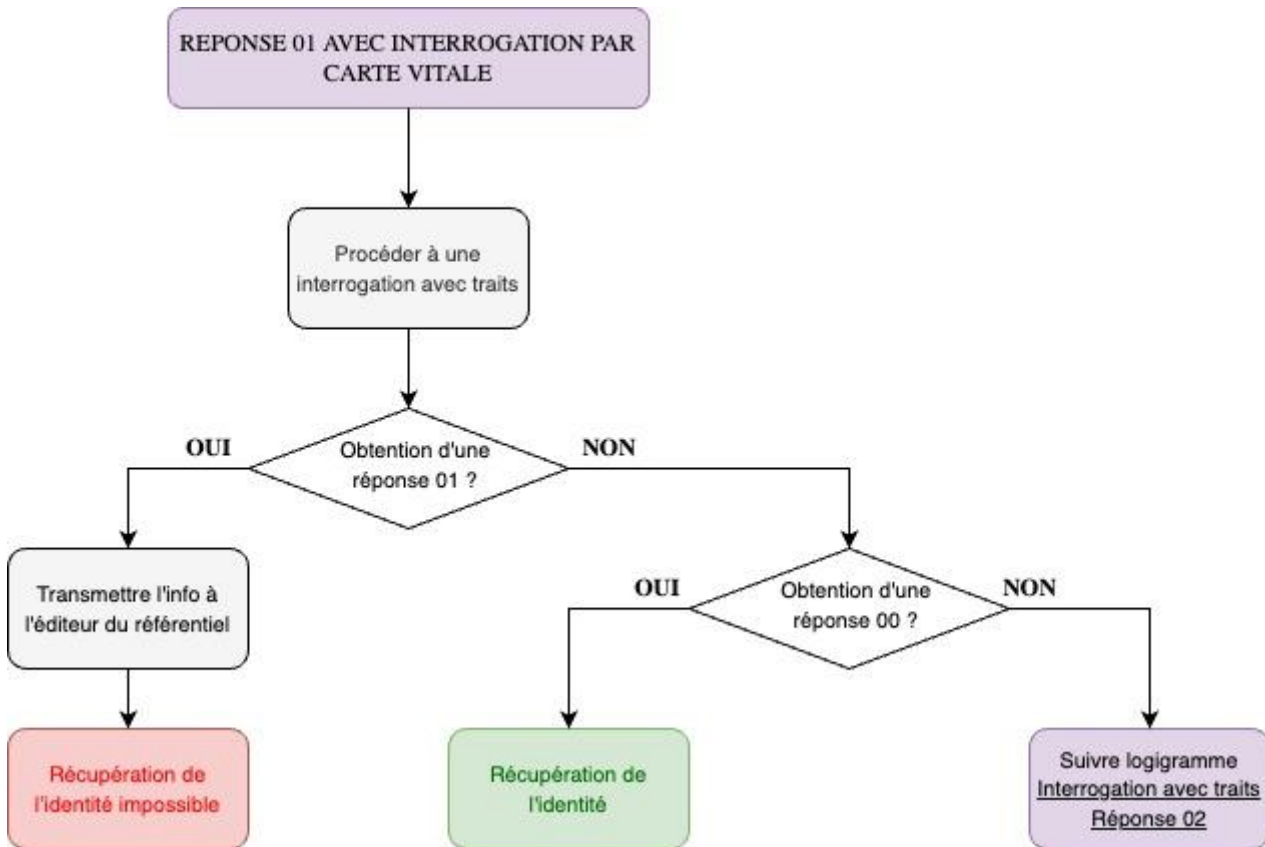 REPONSE 01 AVEC INTERROGATION PAR
CARTE VITALE
Procéder à une
interrogation avec traits
OUI
Obtention d'une
réponse 01 ?
NON
Transmettre l'info à
l'éditeur du référentiel
OUI
Obtention d'une
réponse 00 ?
NON
Récupération de
l'identité impossible
Récupération de
l'identité
Suivre logigramme
Interrogation avec traits
Réponse 02